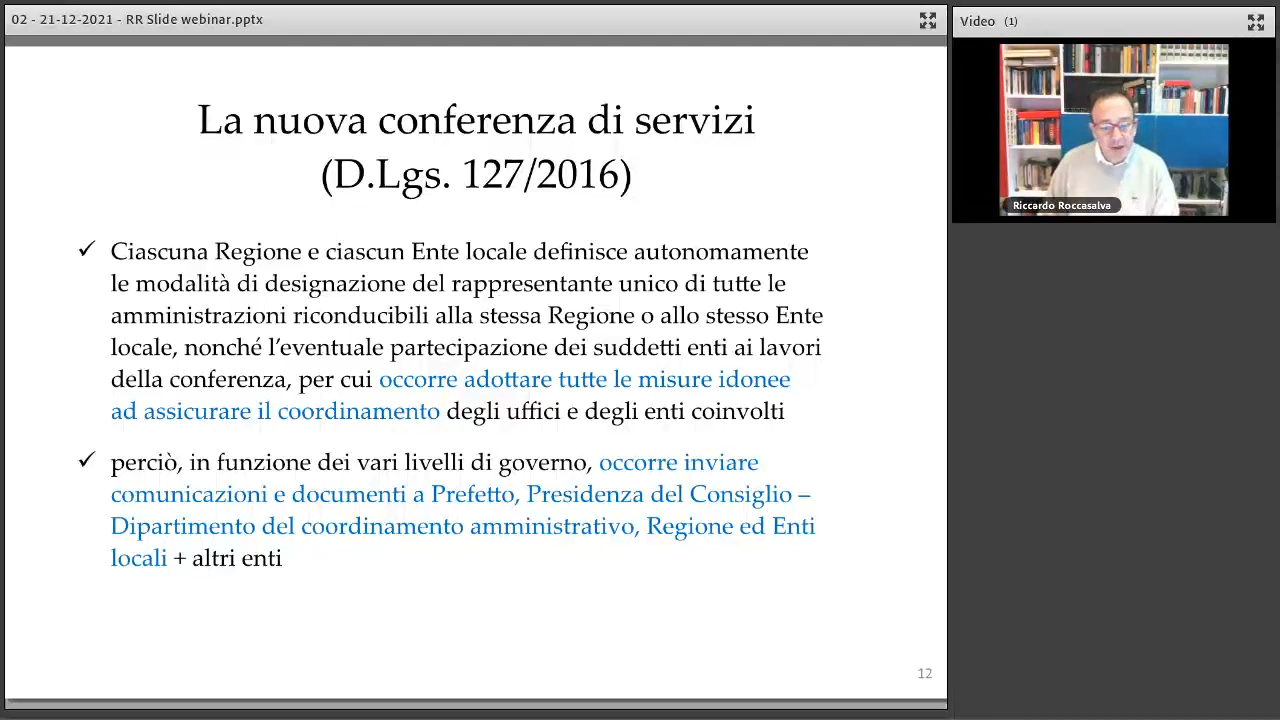 02 - 21-12-2021 - RR Slide webinar.pptx
Video (1)
La nuova conferenza di servizi
(D.Lgs. 127/2016)
✓ Ciascuna Regione e ciascun Ente locale definisce autonomamente
le modalità di designazione del rappresentante unico di tutte le
amministrazioni riconducibili alla stessa Regione o allo stesso Ente
locale, nonché l’eventuale partecipazione dei suddetti enti ai lavori
della conferenza, per cui occorre adottare tutte le misure idonee
ad assicurare il coordinamento degli uffici e degli enti coinvolti
✓ perciò, in funzione dei vari livelli di governo, occorre inviare
comunicazioni e documenti a Prefetto, Presidenza del Consiglio –
Dipartimento del coordinamento amministrativo, Regione ed Enti
locali + altri enti
12
Riccardo Roccasalva